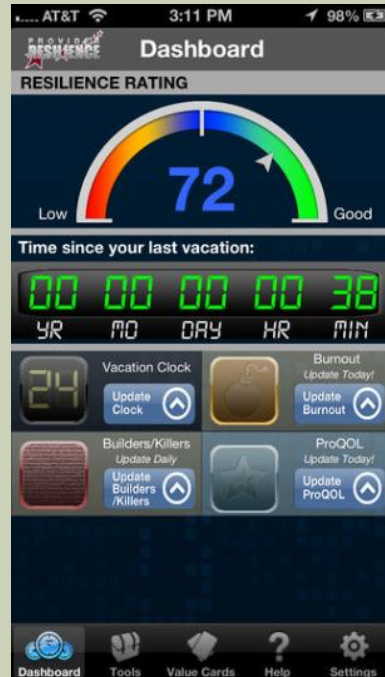 AT&T 3:11 PM 98%
PROVIDER
RESILIENCE
Dashboard
RESILIENCE RATING
72
Low Good
Time since your last vacation:
00 00 00 00 38
YR MO DAY HR MIN
24
Vacation Clock
Update
Clock
Burnout
Update Today!
Update
Burnout
Builders/Killers
Update Daily
Update
Builders
/Killers
ProQOL
Update Today!
Update
ProQOL
Dashboard Tools Value Cards Help Settings